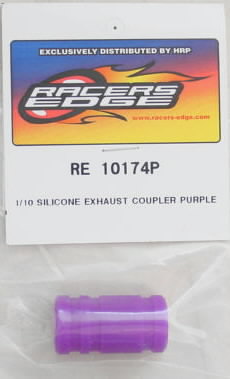 EXCLUSIVELY DISTRIBUTED BY HRP
RACERS
EDGE
www.racers-edge.com
RE 10174P
1/10 SILICONE EXHAUST COUPLER PURPLE